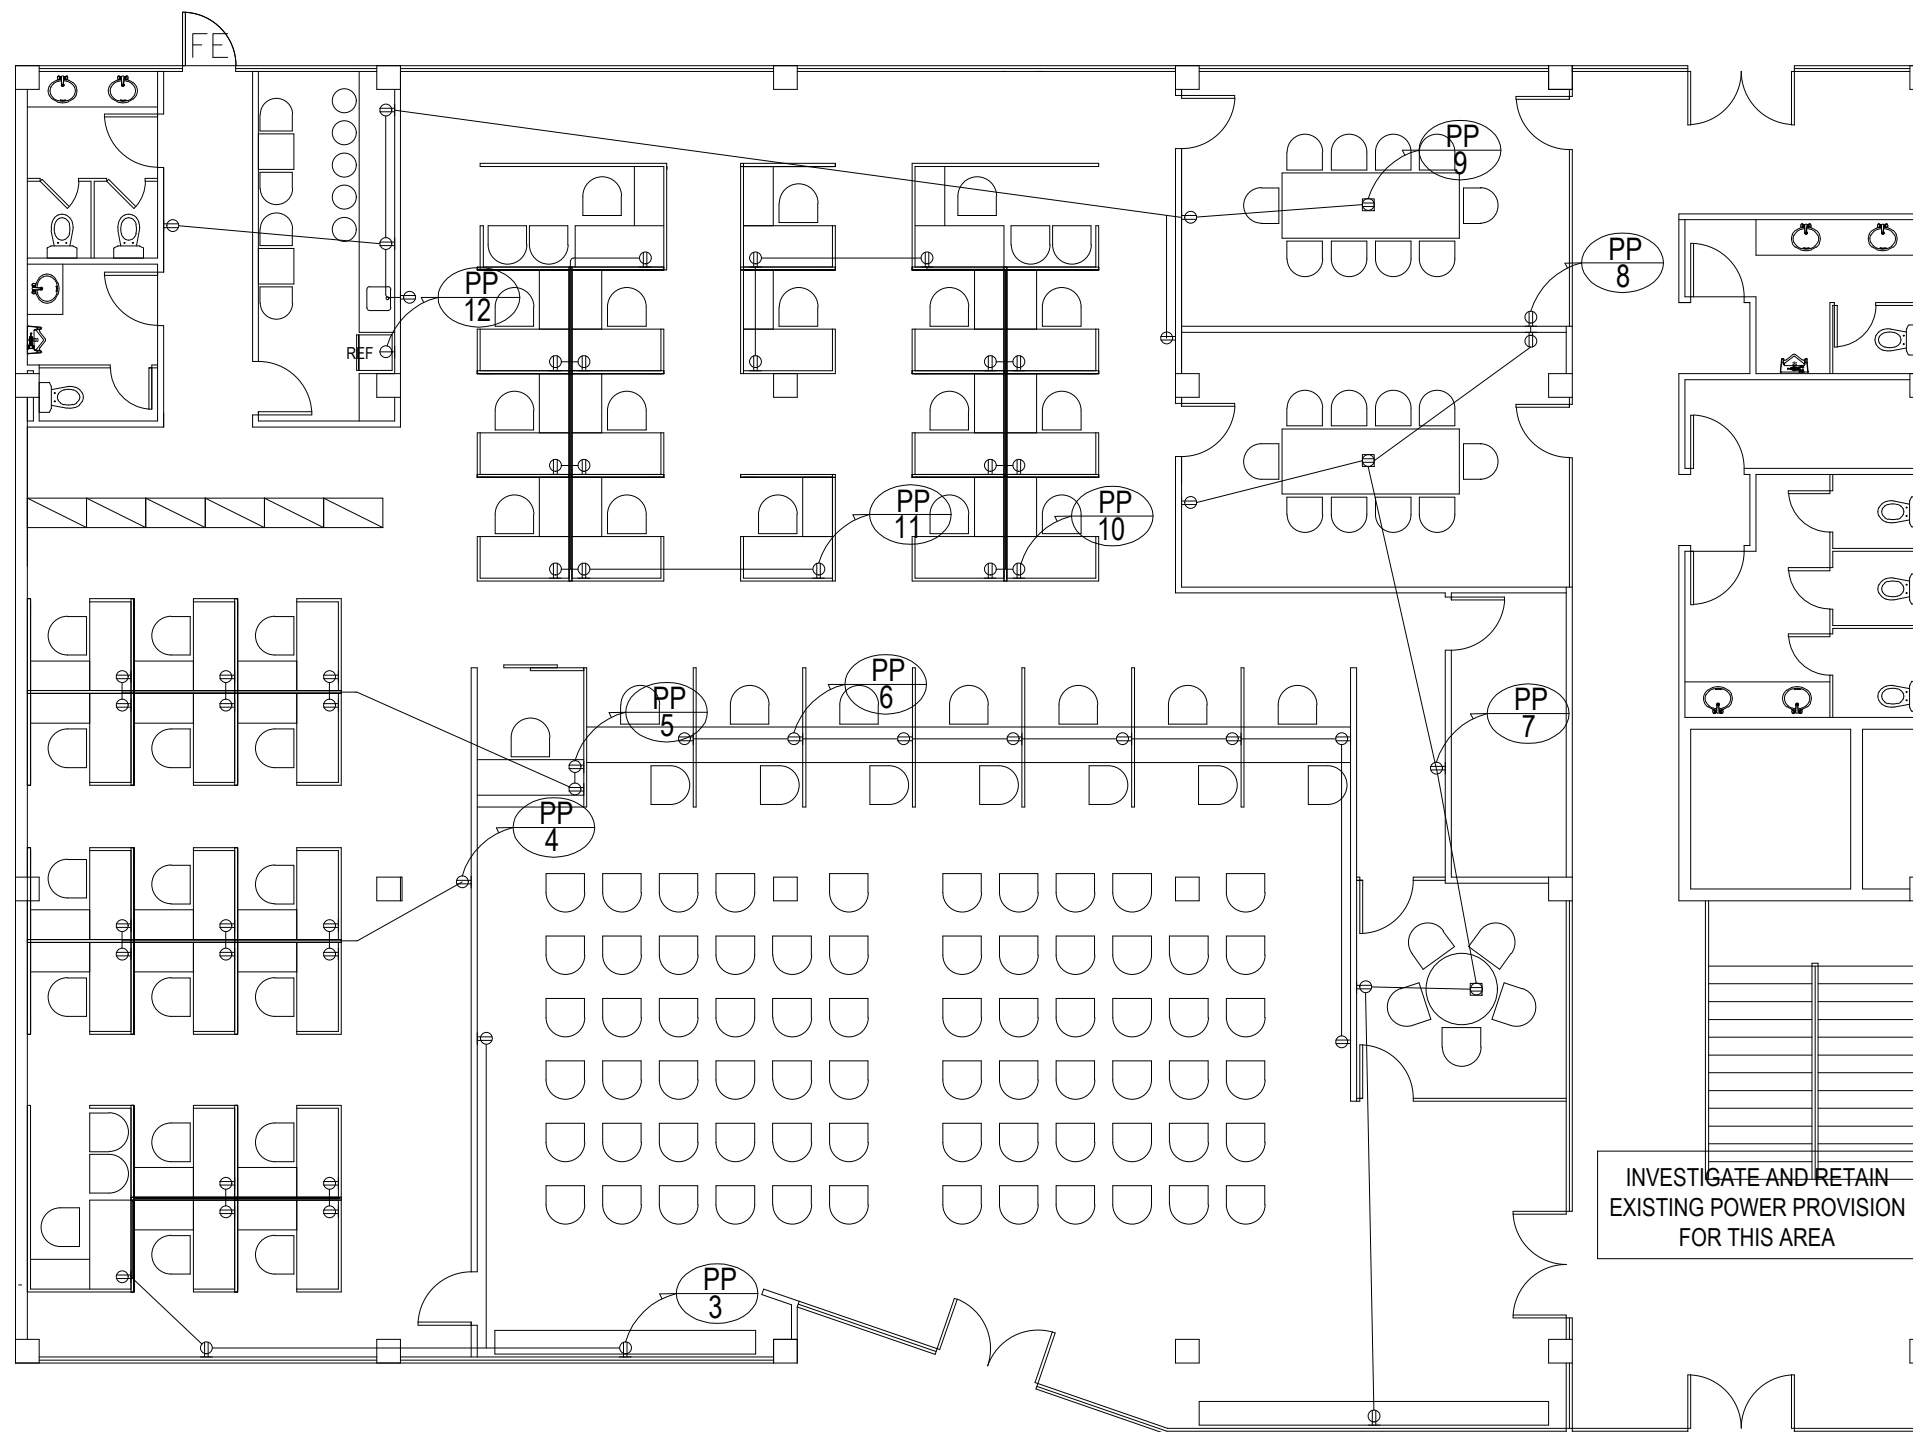 FE
PP
9
PP
8
PP
12
REF
PP
11
PP
10
PP
6
PP
5
PP
7
PP
4
INVESTIGATE AND RETAIN
EXISTING POWER PROVISION
FOR THIS AREA
PP
3